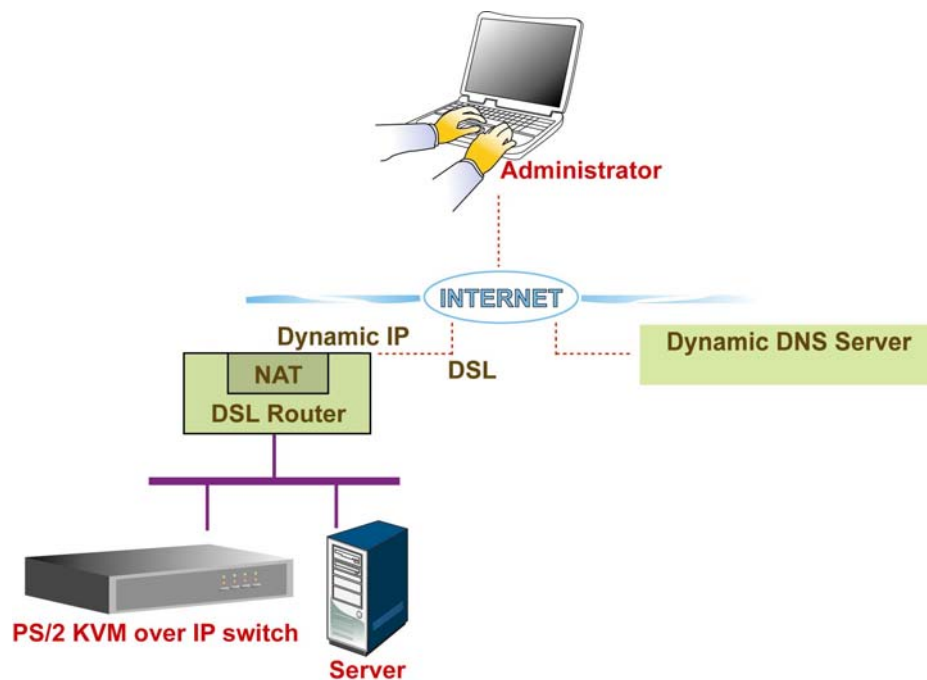 Administrator
INTERNET
Dynamic IP
DSL
Dynamic DNS Server
NAT
DSL Router
PS/2 KVM over IP switch
Server